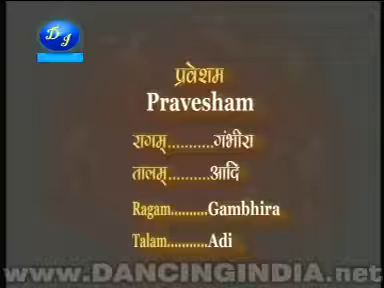 DJ
प्रवेशम
Pravesham
रागम्...........गंभीरा
तालम्..........आदि
Ragam..........Gambhira
Talam...........Adi
www.DANCINGINDIA.net